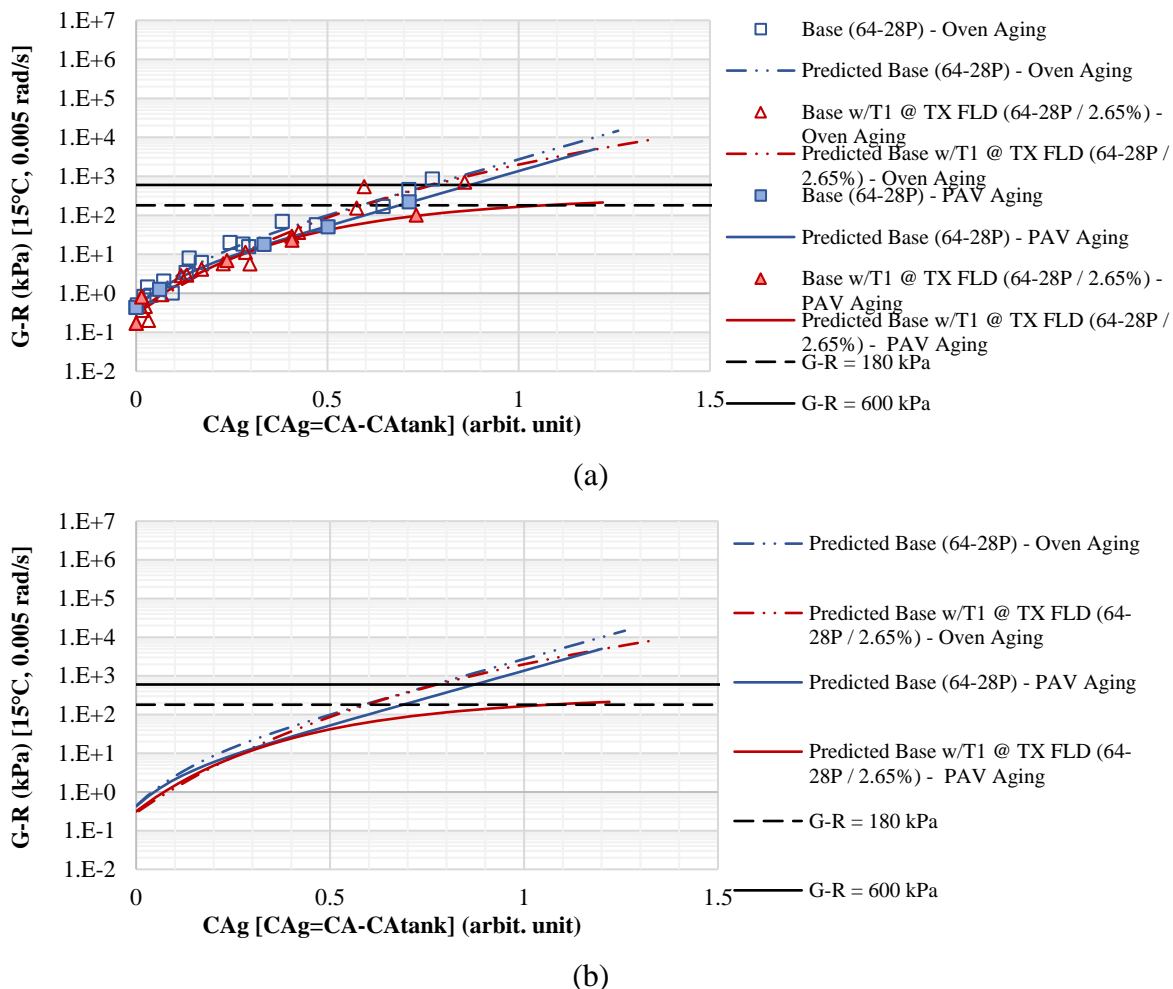 1.E+7
1.E+6
1.E+5
1.E+4
1.E+3
1.E+2
1.E+1
1.E+0
1.E-1
1.E-2
G-R (kPa) [15°C, 0.005 rad/s]
0
0.5
1
1.5
CAg [CAg=CA-CAtank] (arbit. unit)
Base (64-28P) - Oven Aging
Predicted Base (64-28P) - Oven Aging
Base w/T1 @ TX FLD (64-28P / 2.65%) -
Oven Aging
Predicted Base w/T1 @ TX FLD (64-28P /
2.65%) - Oven Aging
Base (64-28P) - PAV Aging
Predicted Base (64-28P) - PAV Aging
Base w/T1 @ TX FLD (64-28P / 2.65%) -
PAV Aging
Predicted Base w/T1 @ TX FLD (64-28P /
2.65%) - PAV Aging
G-R = 180 kPa
G-R = 600 kPa
(a)
1.E+7
1.E+6
1.E+5
1.E+4
1.E+3
1.E+2
1.E+1
1.E+0
1.E-1
1.E-2
G-R (kPa) [15°C, 0.005 rad/s]
0
0.5
1
1.5
CAg [CAg=CA-CAtank] (arbit. unit)
Predicted Base (64-28P) - Oven Aging
Predicted Base w/T1 @ TX FLD (64-
28P / 2.65%) - Oven Aging
Predicted Base (64-28P) - PAV Aging
Predicted Base w/T1 @ TX FLD (64-
28P / 2.65%) - PAV Aging
G-R = 180 kPa
G-R = 600 kPa
(b)